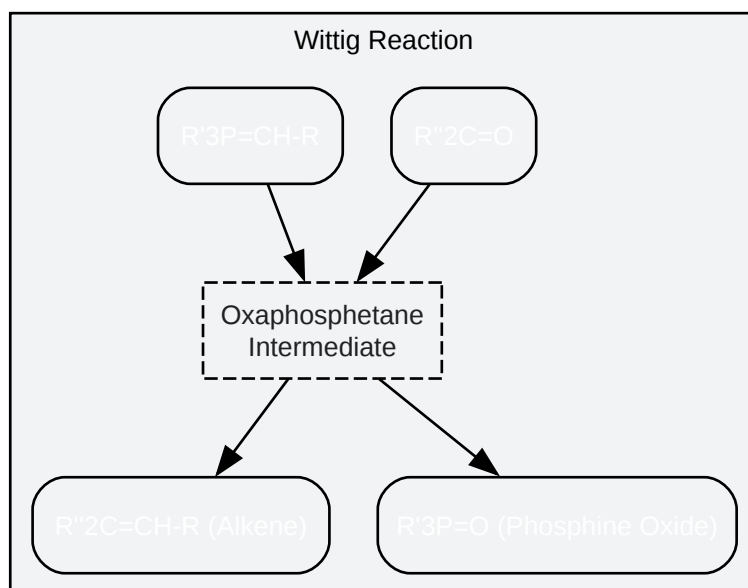 Wittig Reaction
R'3P=CH-R
R''2C=O
Oxaphosphetane
Intermediate
R''2C=CH-R (Alkene)
R'3P=O (Phosphine Oxide)